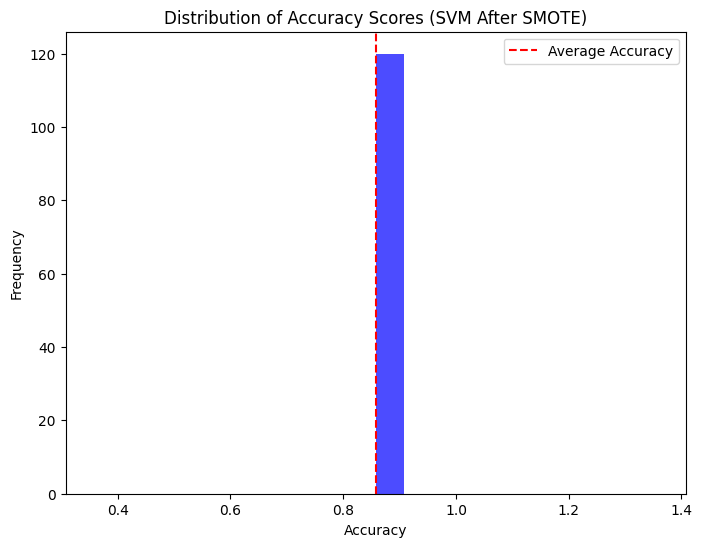 Distribution of Accuracy Scores (SVM After SMOTE)
Average Accuracy
Frequency
120
100
80
60
40
20
0
0.4 0.6 0.8 1.0 1.2 1.4
Accuracy